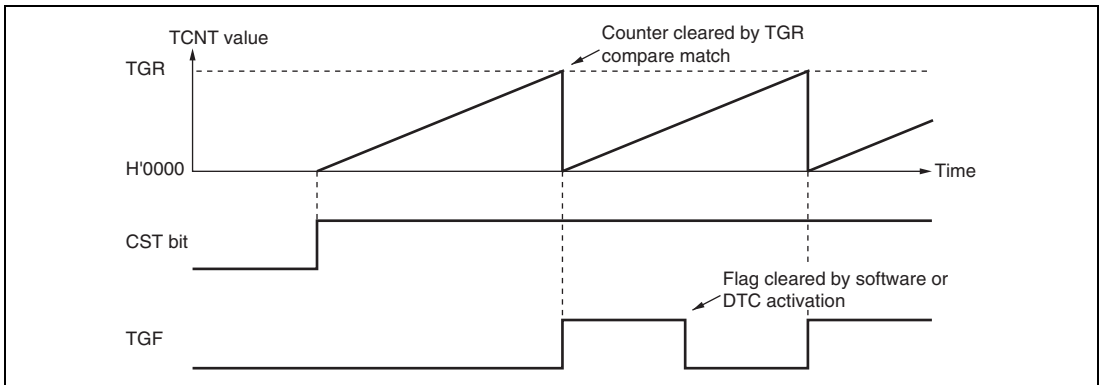 TCNT value
Counter cleared by TGR
compare match
TGR
H'0000
Time
CST bit
Flag cleared by software or
DTC activation
TGF